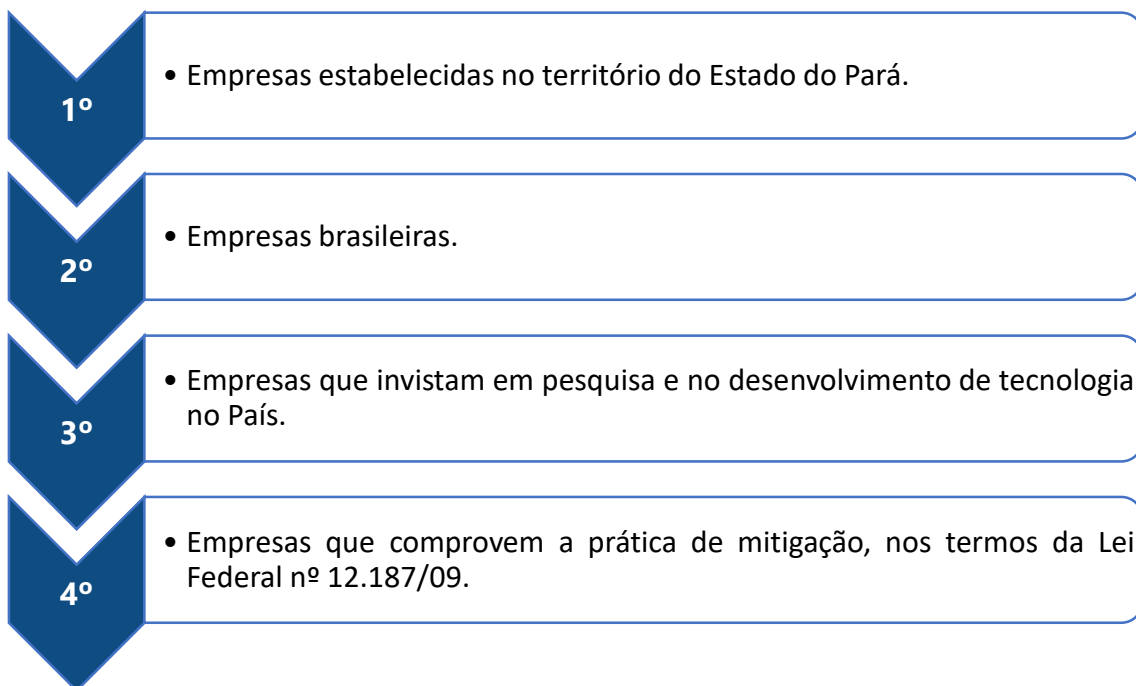 1º
• Empresas estabelecidas no território do Estado do Pará.
2º
• Empresas brasileiras.
3º
• Empresas que invistam em pesquisa e no desenvolvimento de tecnologia
no País.
4º
• Empresas que comprovem a prática de mitigação, nos termos da Lei
Federal nº 12.187/09.